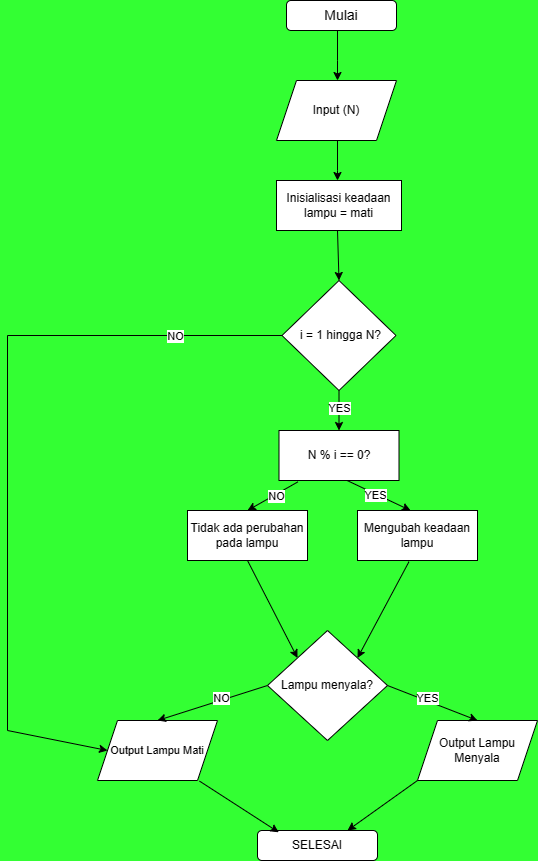 Mulai
Input (N)
Inisialisasi keadaan
lampu = mati
i = 1 hingga N?
NO
YES
N % i == 0?
NO
YES
Tidak ada perubahan
pada lampu
Mengubah keadaan
lampu
Lampu menyala?
NO
YES
Output Lampu Mati
Output Lampu
Menyala
SELESAI